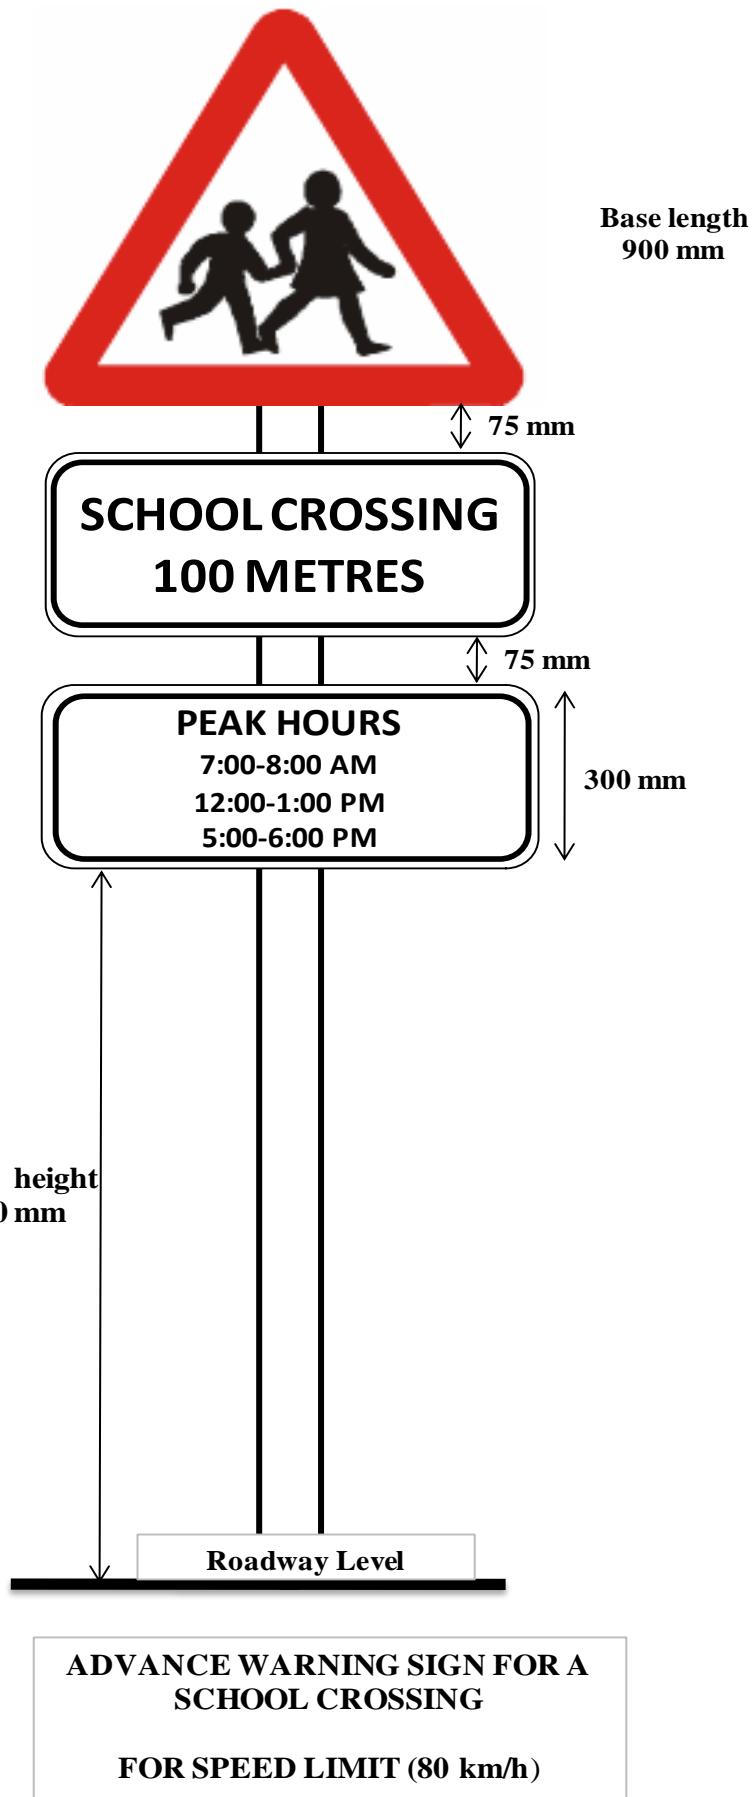 Base length
900 mm
75 mm
SCHOOL CROSSING
100 METRES
75 mm
PEAK HOURS
7:00-8:00 AM
12:00-1:00 PM
5:00-6:00 PM
300 mm
height
mm
Roadway Level
ADVANCE WARNING SIGN FOR A
SCHOOL CROSSING
FOR SPEED LIMIT (80 km/h)